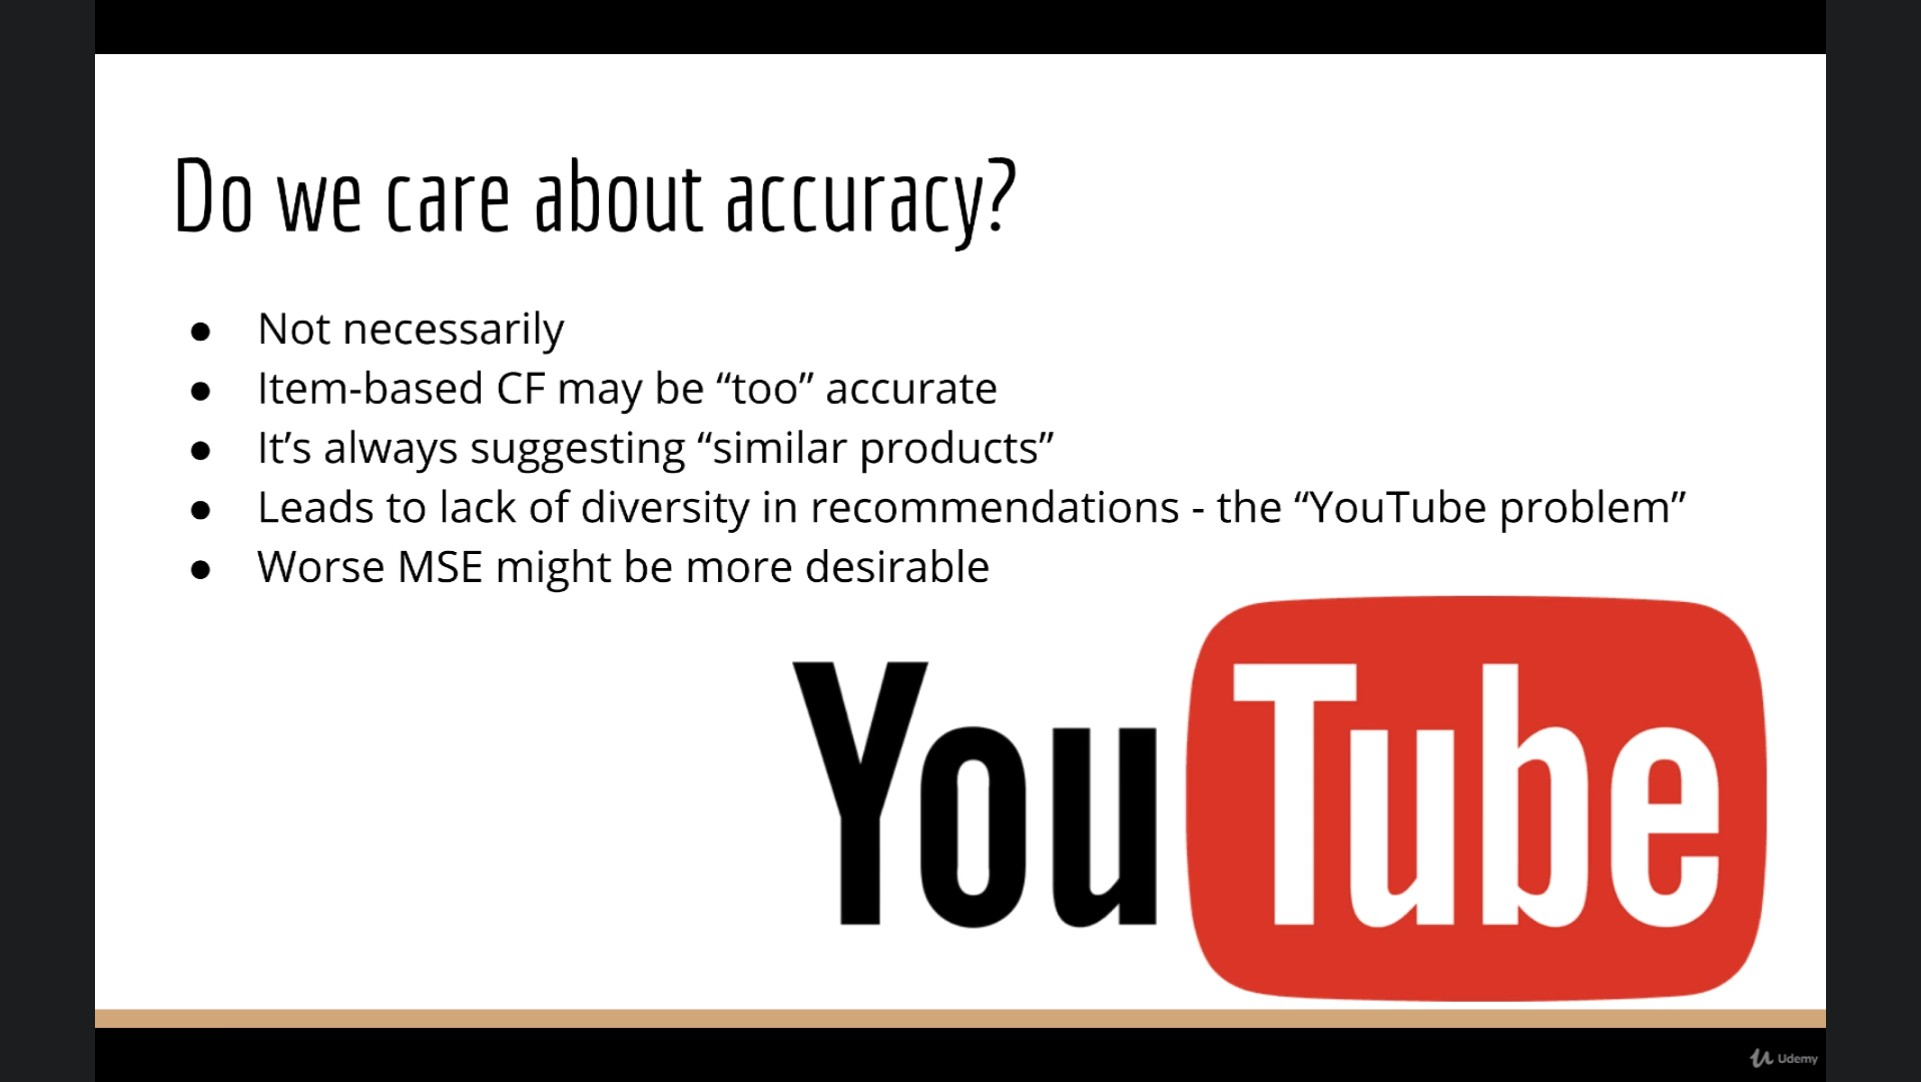 Do we care about accuracy?
● Not necessarily
● Item-based CF may be “too” accurate
● It’s always suggesting “similar products”
● Leads to lack of diversity in recommendations - the “YouTube problem”
● Worse MSE might be more desirable
YouTube
Udemy